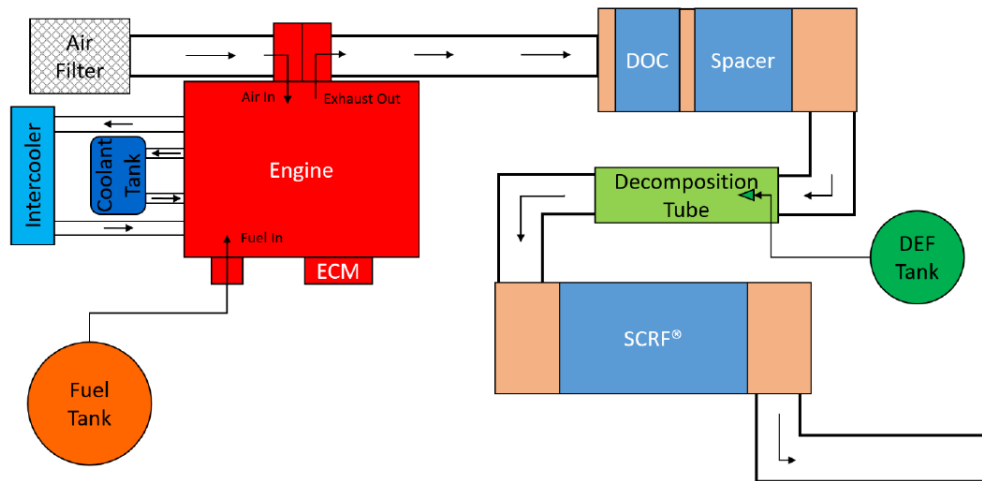 Air
Filter
Air In
Exhaust Out
DOC
Spacer
Intercooler
Coolant
Tank
Engine
Fuel In
ECM
Decomposition
Tube
DEF
Tank
SCRF®
Fuel
Tank